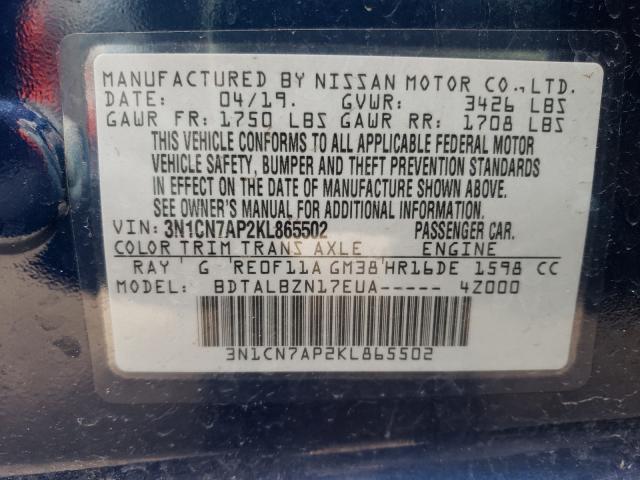 MANUFACTURED BY NISSAN MOTOR CO.,LTD.
DATE: 04/19. GVWR: 3426 LBS
GAWR FR: 1750 LBS GAWR RR: 1708 LBS
THIS VEHICLE CONFORMS TO ALL APPLICABLE FEDERAL MOTOR
VEHICLE SAFETY, BUMPER AND THEFT PREVENTION STANDARDS
IN EFFECT ON THE DATE OF MANUFACTURE SHOWN ABOVE.
SEE OWNER'S MANUAL FOR ADDITIONAL INFORMATION.
VIN: 3N1CN7AP2KL865502 PASSENGER CAR.
COLOR TRIM TRANS AXLE ENGINE
RAY G RE0F11A GM38 HR16DE 1598 CC
MODEL: BDTALBZN17EUA----- 4Z000
3N1CN7AP2KL865502